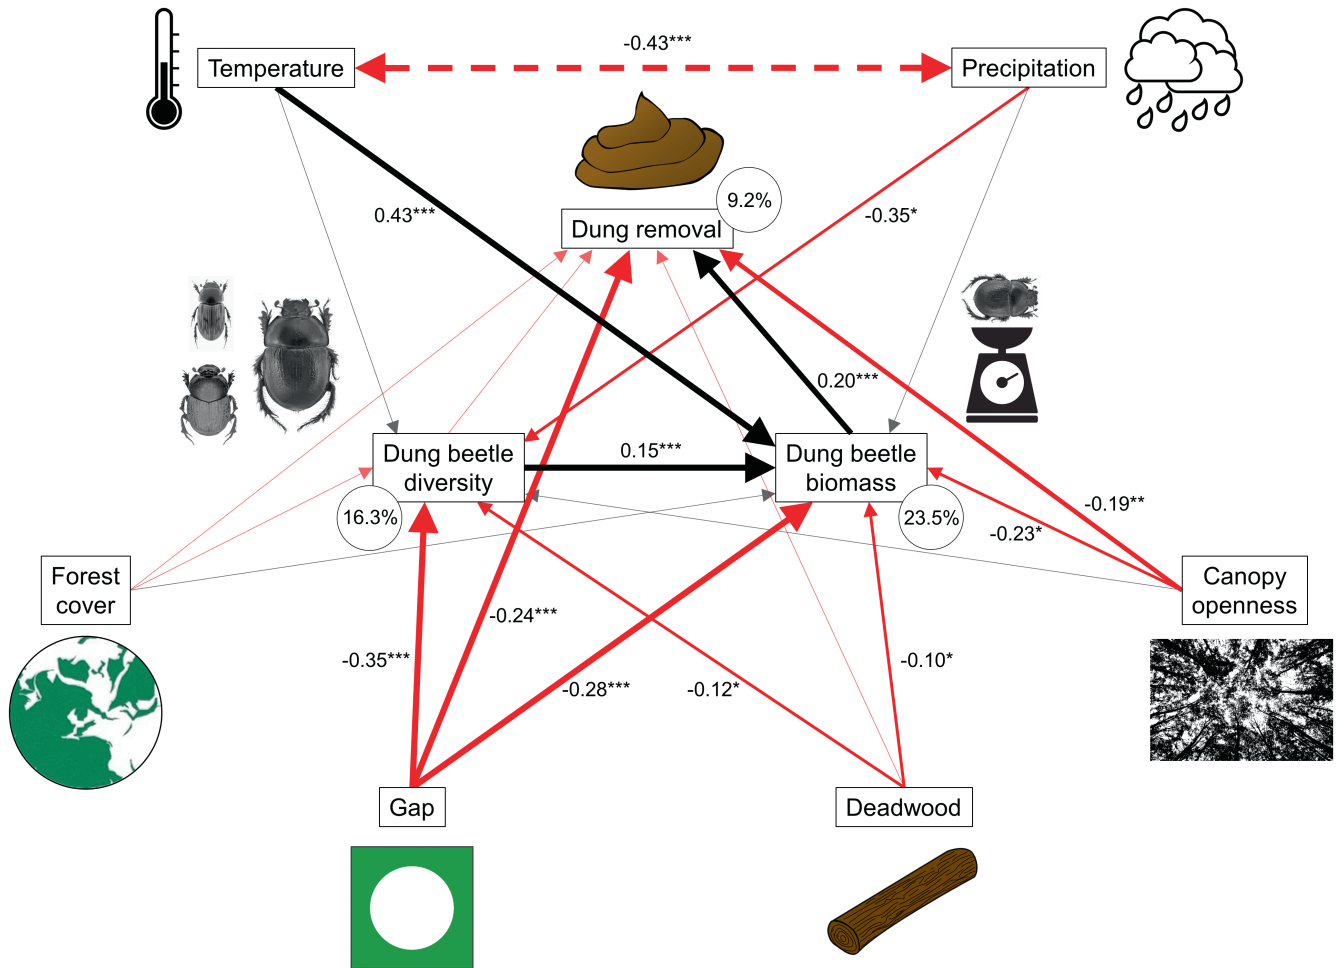 -0.43***
Temperature
Precipitation
9.2%
Dung removal
0.43***
-0.35*
0.20***
Dung beetle
diversity
0.15***
Dung beetle
biomass
16.3%
23.5%
-0.19**
-0.23*
Forest
cover
Canopy
openness
-0.24***
-0.35***
-0.28***
-0.12*
-0.10*
Gap
Deadwood